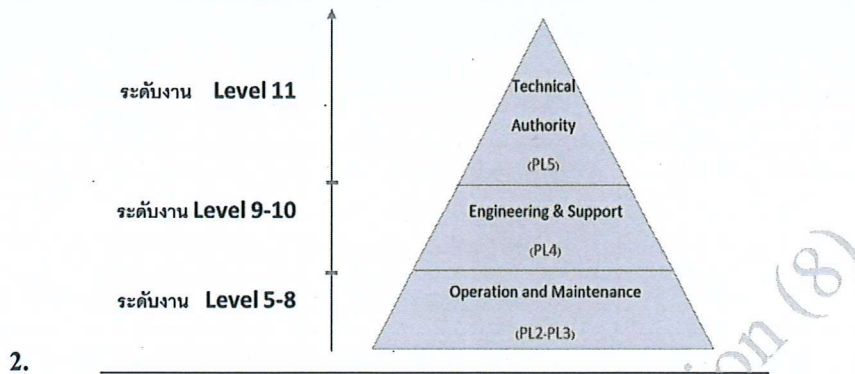 ระดับงาน Level 11
Technical
Authority
(PL5)
ระดับงาน Level 9-10
Engineering & Support
(PL4)
ระดับงาน Level 5-8
Operation and Maintenance
(PL2-PL3)
2.
ion (8)